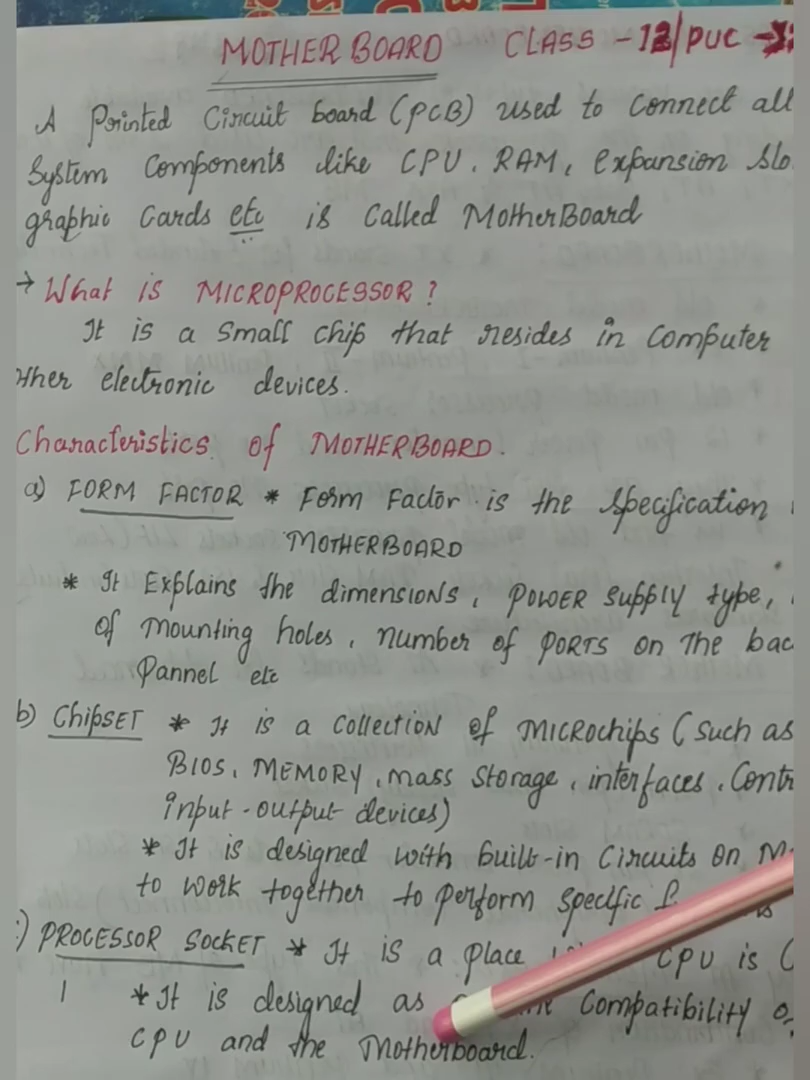 MOTHER BOARD CLASS - 12/PUC
A Printed Circuit board (PCB) used to Connect all
System Components like CPU, RAM, Expansion Slo
graphic Cards etc is Called MotherBoard
→ What is MICROPROCESSOR?
It is a Small chip that resides in Computer
ther electronic devices.
Characteristics of MOTHERBOARD.
a) FORM FACTOR * Form Factor is the Specification
MOTHERBOARD
* It Explains the dimensions, POWER Supply type,
of mounting holes, number of PORTS on The bac
Pannel etc
b) ChipSET * It is a Collection of MICROchips (Such as
BIOS, MEMORY, mass Storage, interfaces, Contr
input-output devices)
* It is designed with built-in Circuits on M
to work together to perform Specific
c) PROCESSOR SOCKET * It is a place CPU is
* It is designed as Compatibility
CPU and the Motherboard.